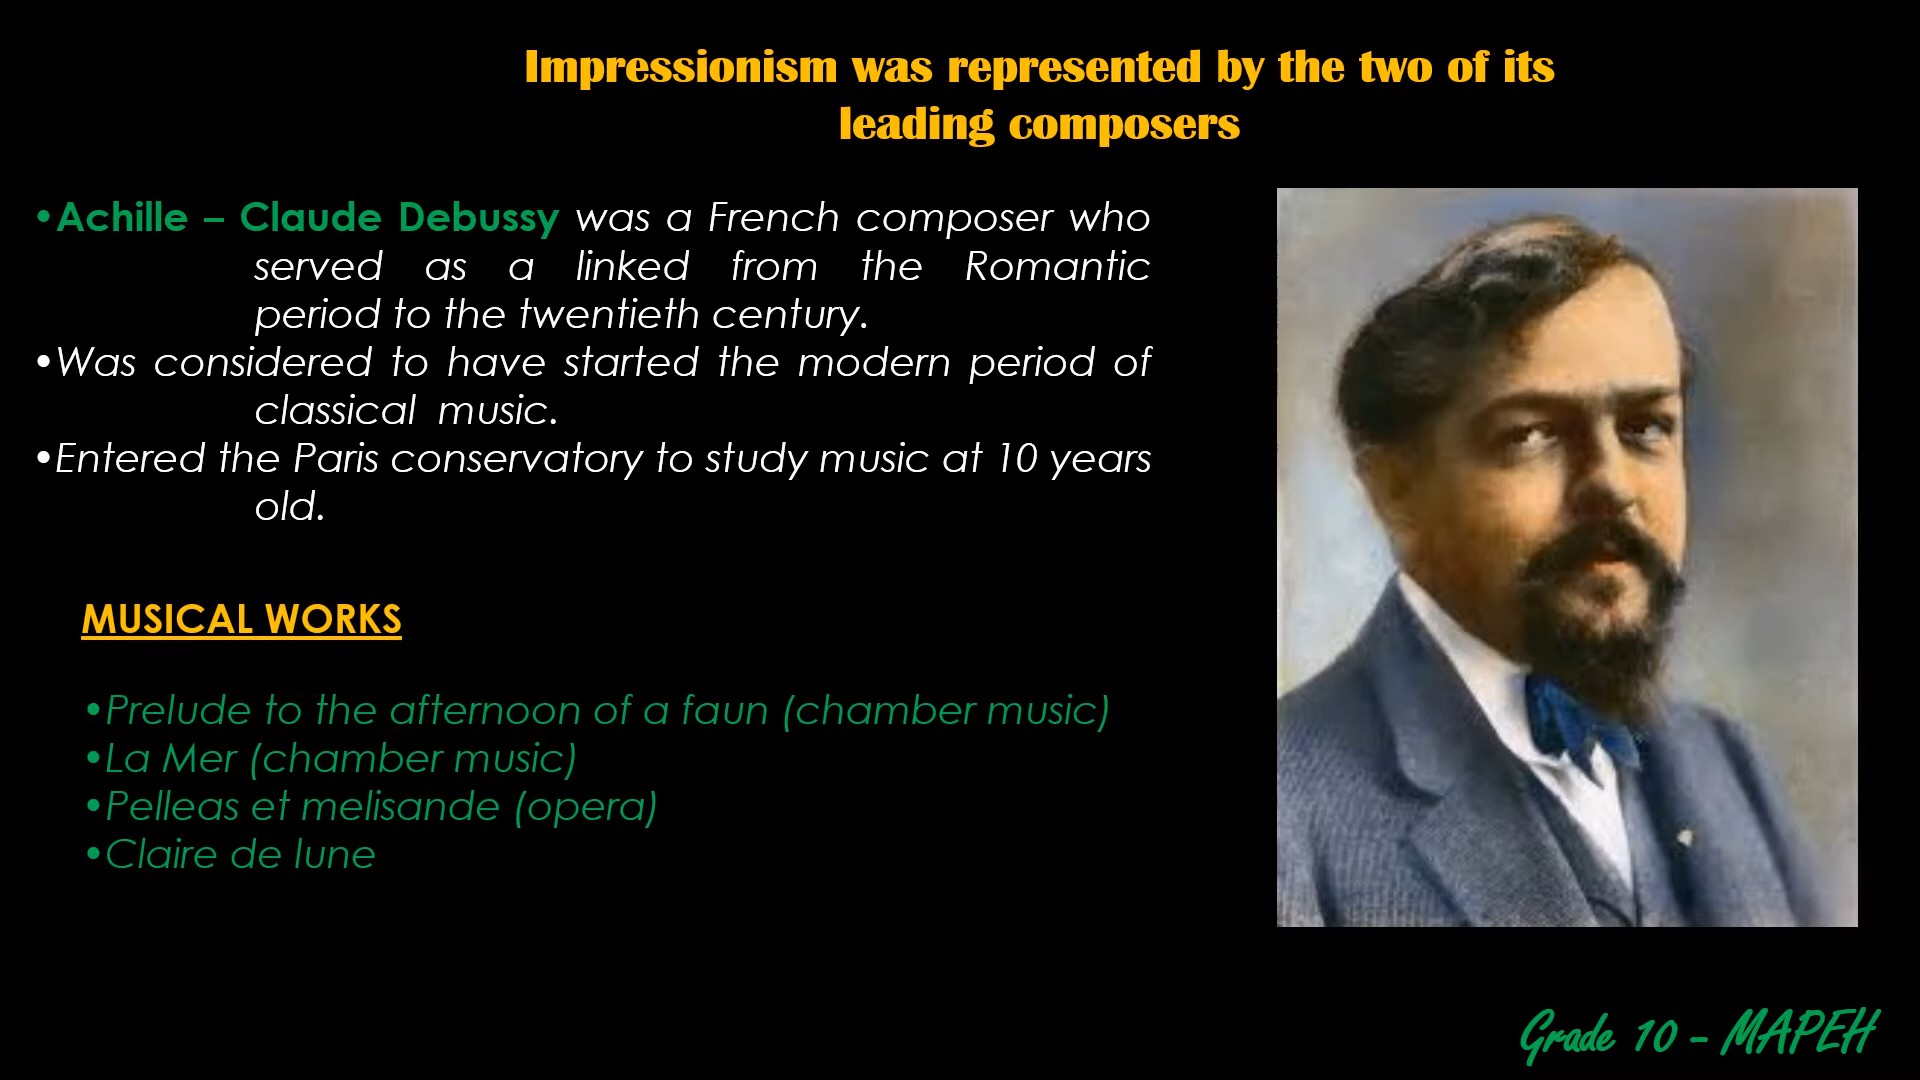 Impressionism was represented by the two of its
leading composers
•Achille – Claude Debussy was a French composer who
served as a linked from the Romantic
period to the twentieth century.
•Was considered to have started the modern period of
classical music.
•Entered the Paris conservatory to study music at 10 years
old.
MUSICAL WORKS
•Prelude to the afternoon of a faun (chamber music)
•La Mer (chamber music)
•Pelleas et melisande (opera)
•Claire de lune
Grade 10 - MAPEH